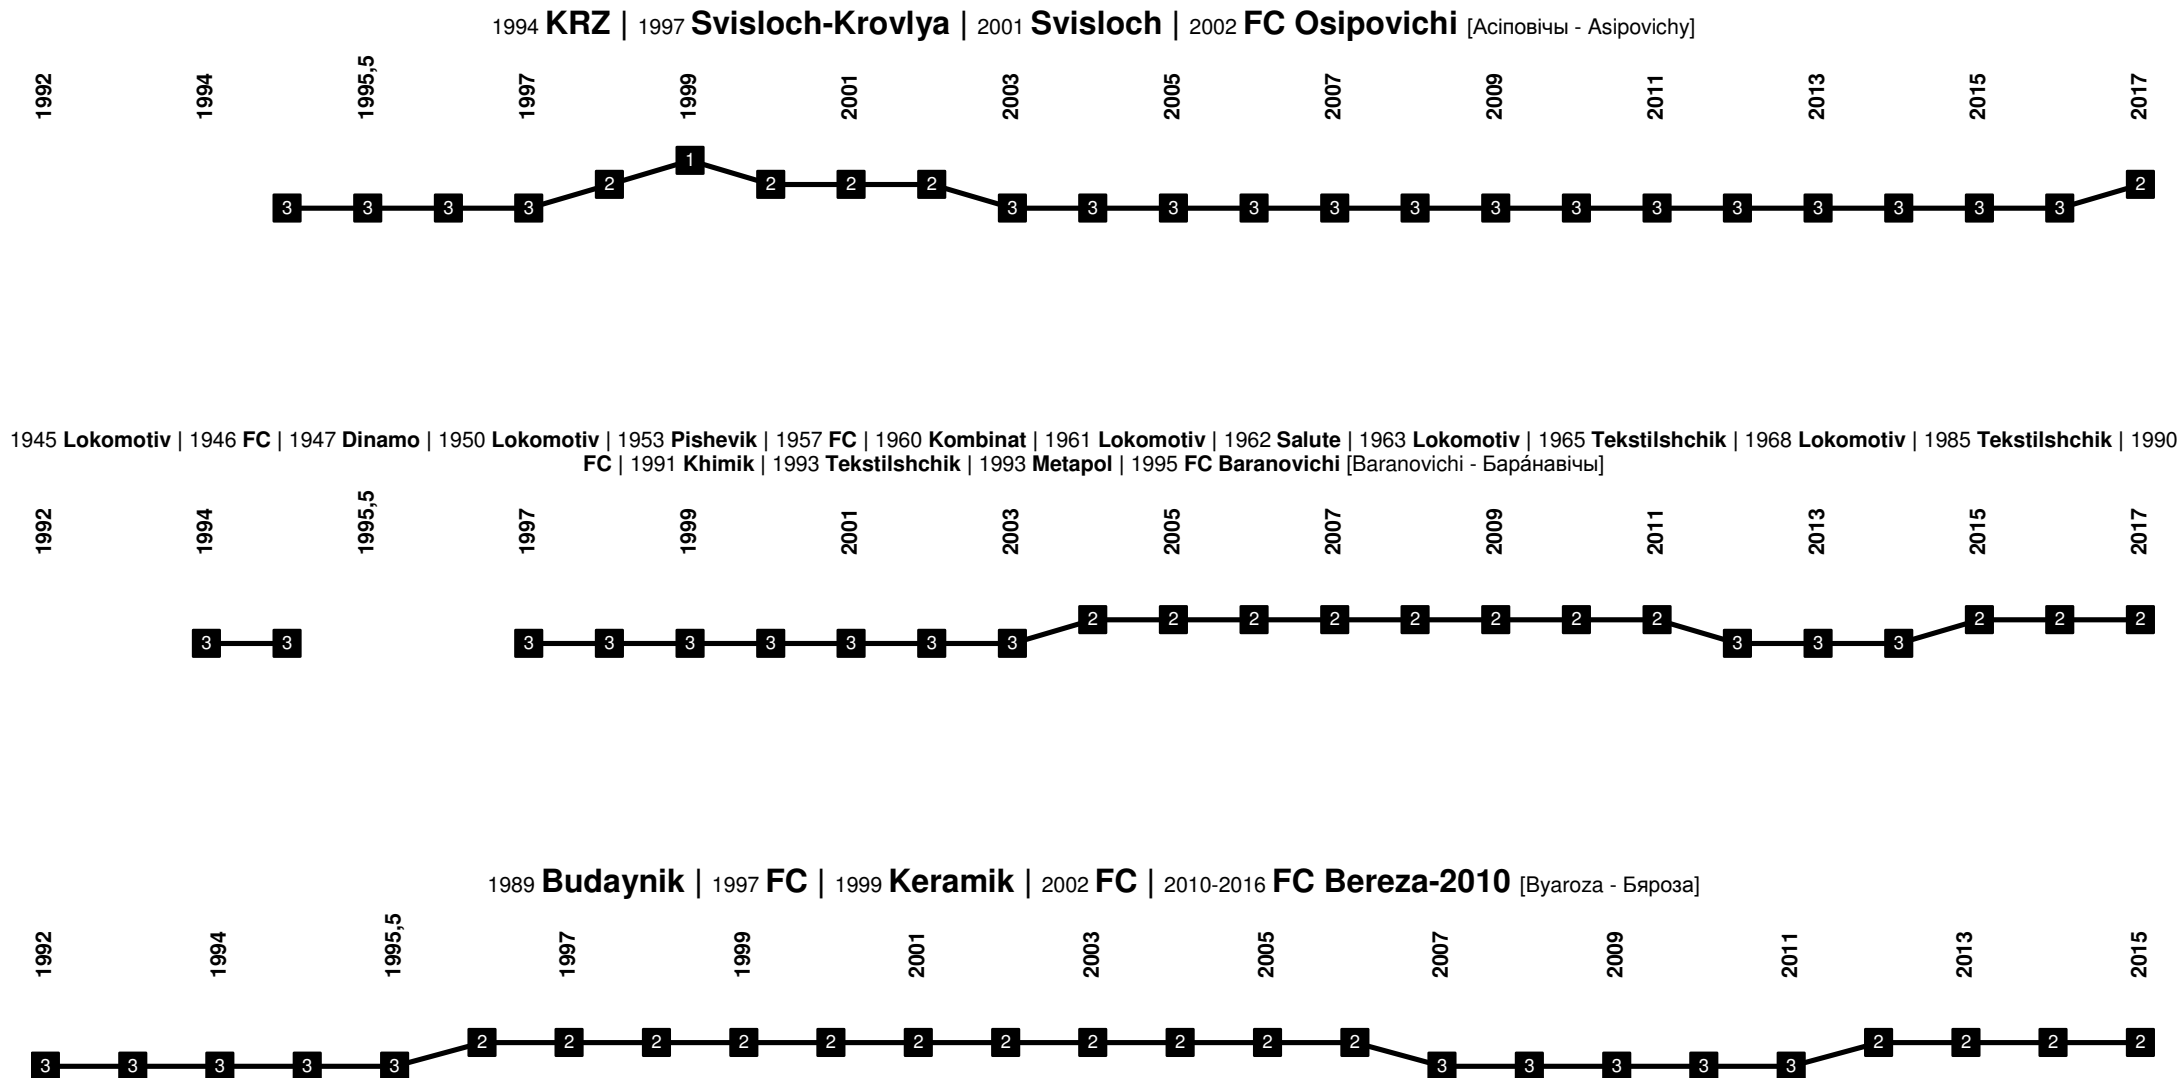 1994 KRZ | 1997 Svisloch-Krovlya | 2001 Svisloch | 2002 FC Osipovichi [Асіповічы - Asipovichy]
1992 1994 1995,5 1997 1999 2001 2003 2005 2007 2009 2011 2013 2015 2017
3 3 3 3 2 1 2 2 2 3 3 3 3 3 3 3 3 3 3 3 3 3 3 2
1945 Lokomotiv | 1946 FC | 1947 Dinamo | 1950 Lokomotiv | 1953 Pishevik | 1957 FC | 1960 Kombinat | 1961 Lokomotiv | 1962 Salute | 1963 Lokomotiv | 1965 Tekstilshchik | 1968 Lokomotiv | 1985 Tekstilshchik | 1990
FC | 1991 Khimik | 1993 Tekstilshchik | 1993 Metapol | 1995 FC Baranovichi [Baranovichi - Бара́навічы]
1992 1994 1995,5 1997 1999 2001 2003 2005 2007 2009 2011 2013 2015 2017
3 3 3 3 3 3 3 3 3 2 2 2 2 2 2 2 2 3 3 3 2 2 2
1989 Budaynik | 1997 FC | 1999 Keramik | 2002 FC | 2010-2016 FC Bereza-2010 [Byaroza - Бяроза]
1992 1994 1995,5 1997 1999 2001 2003 2005 2007 2009 2011 2013 2015
3 3 3 3 3 2 2 2 2 2 2 2 2 2 2 2 3 3 3 3 3 2 2 2 2